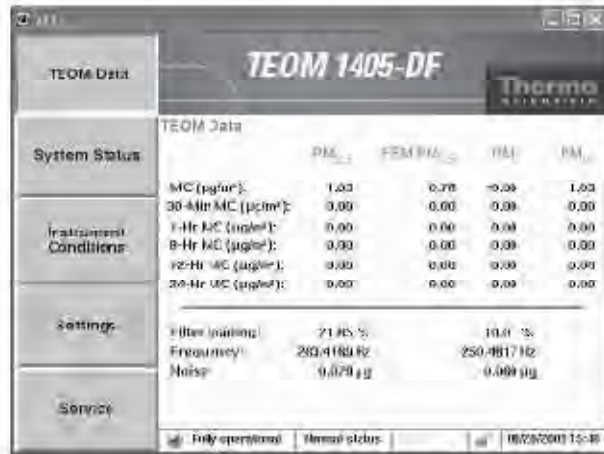 TEOM Data
TEOM 1405-DF
Thermo
SCIENTIFIC
System Status
Instrument Conditions
Settings
Service
TEOM Data
PM2.5 FEM PM2.5 PM PM10
MC (µg/m³): 1.03 0.78 1.03
30-Min MC (µg/m³): 0.00 0.00 0.00 0.00
1-Hr MC (µg/m³): 0.00 0.00 0.00 0.00
8-Hr MC (µg/m³): 0.00 0.00 0.00 0.00
12-Hr MC (µg/m³): 0.00 0.00 0.00 0.00
24-Hr MC (µg/m³): 0.00 0.00 0.00 0.00
Filter loading: %
Frequency: Hz Hz
Noise: µg µg
Fully operational Normal status